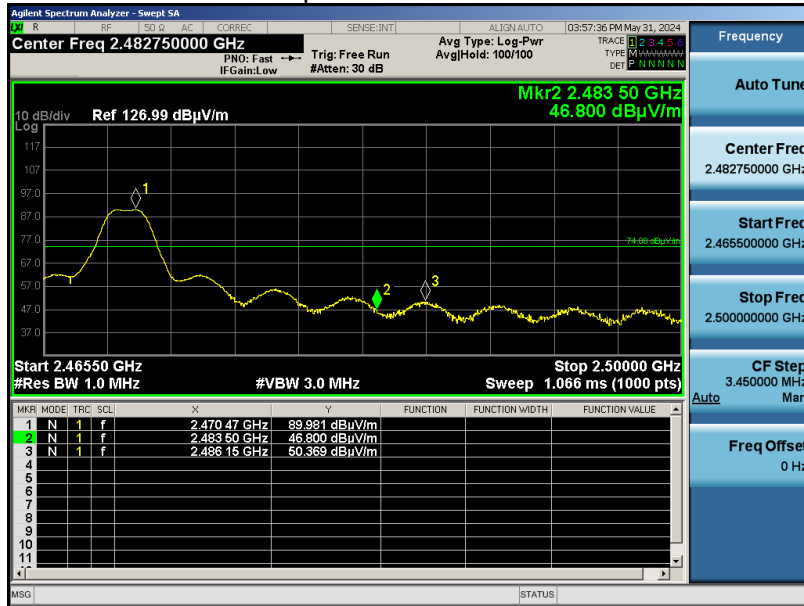 Agilent Spectrum Analyzer - Swept SA
R RF 50 Ω AC CORREC SENSE:INT ALIGN AUTO 03:57:36 PM May 31, 2024
Center Freq 2.482750000 GHz
PNO: Fast
IFGain:Low
Trig: Free Run
#Atten: 30 dB
Avg Type: Log-Pwr
Avg|Hold: 100/100
TRACE 1 2 3 4 5 6
TYPE M
DET P N N N N N
Mkr2 2.483 50 GHz
46.800 dBµV/m
10 dB/div Ref 126.99 dBµV/m
Log
117
107
97.0
87.0
77.0
67.0
57.0
47.0
37.0
1
2
3
74.00 dBµV/m
Start 2.46550 GHz Stop 2.50000 GHz
#Res BW 1.0 MHz #VBW 3.0 MHz Sweep 1.066 ms (1000 pts)
MKR MODE TRC SCL X Y FUNCTION FUNCTION WIDTH FUNCTION VALUE
1 N 1 f 2.470 47 GHz 89.981 dBµV/m
2 N 1 f 2.483 50 GHz 46.800 dBµV/m
3 N 1 f 2.486 15 GHz 50.369 dBµV/m
4
5
6
7
8
9
10
11
MSG STATUS
Frequency
Auto Tune
Center Freq
2.482750000 GHz
Start Freq
2.465500000 GHz
Stop Freq
2.500000000 GHz
CF Step
3.450000 MHz
Auto Man
Freq Offset
0 Hz